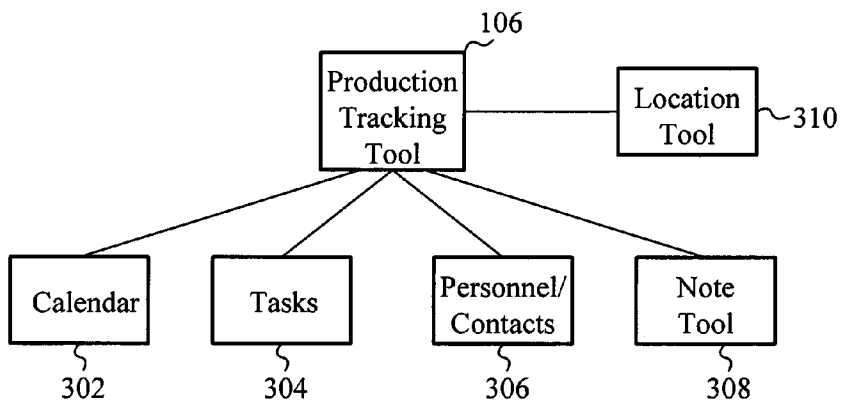 106
Production
Tracking
Tool
Location
Tool
310
Calendar
Tasks
Personnel/
Contacts
Note
Tool
302
304
306
308